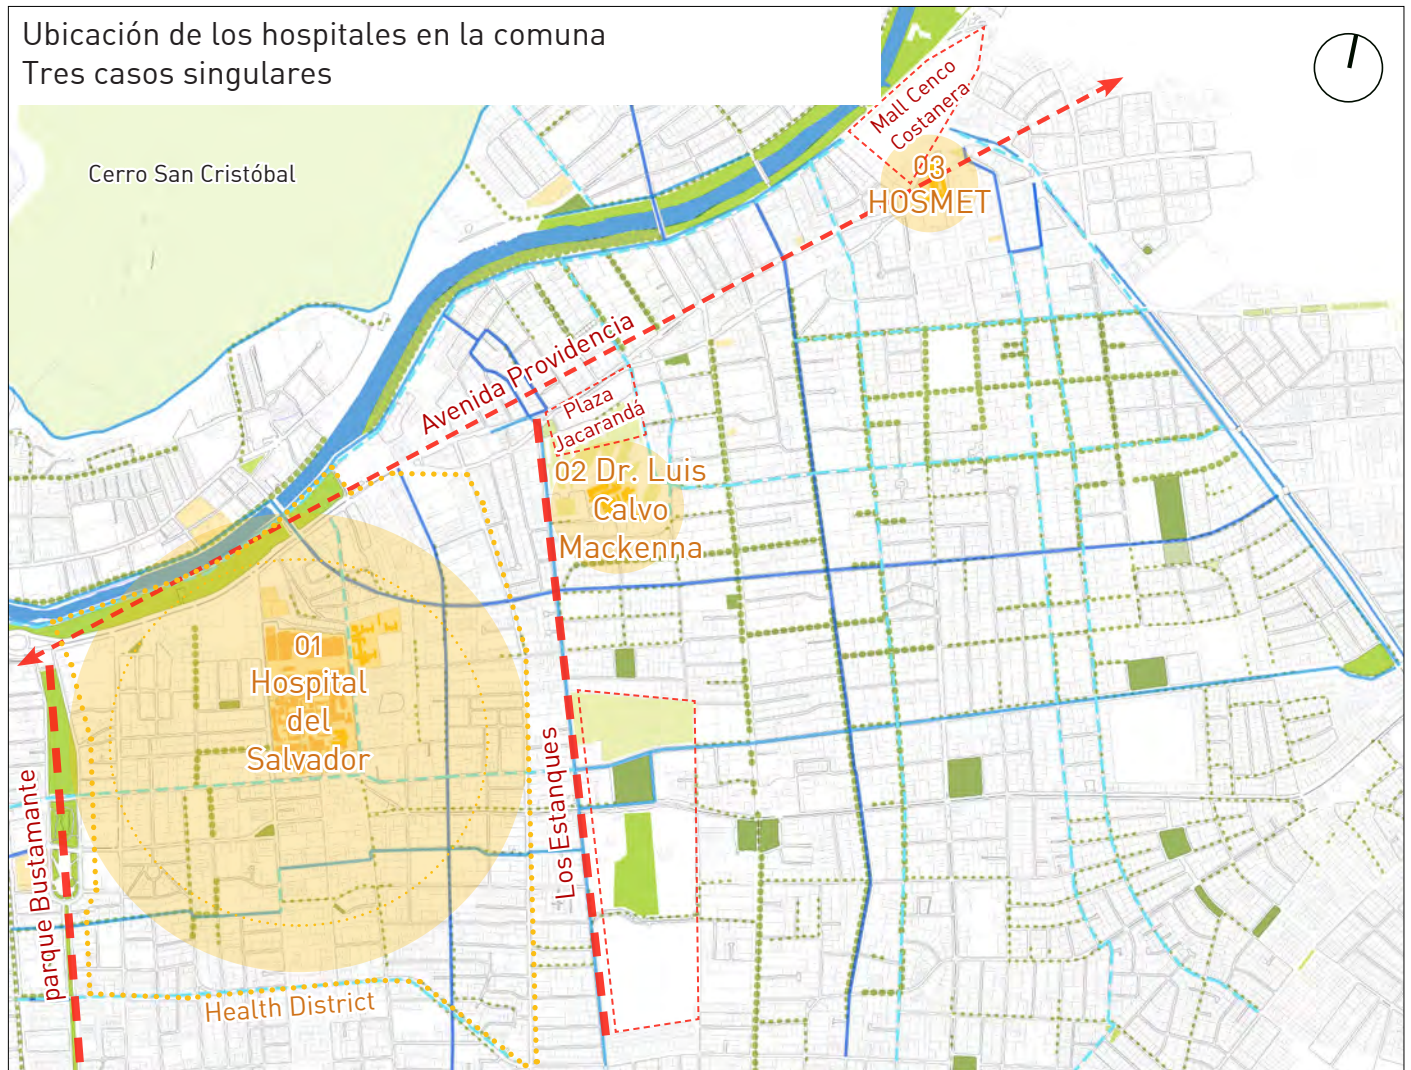 Ubicación de los hospitales en la comuna
Tres casos singulares
7
Mall Cenco
Costanera
Cerro San Cristóbal
03
HOSMET
Avenida Providencia
Plaza
Jacarandá
02 Dr. Luis
Calvo
Mackenna
01
Hospital
del
Salvador
Los Estanques
parque Bustamante
Health District